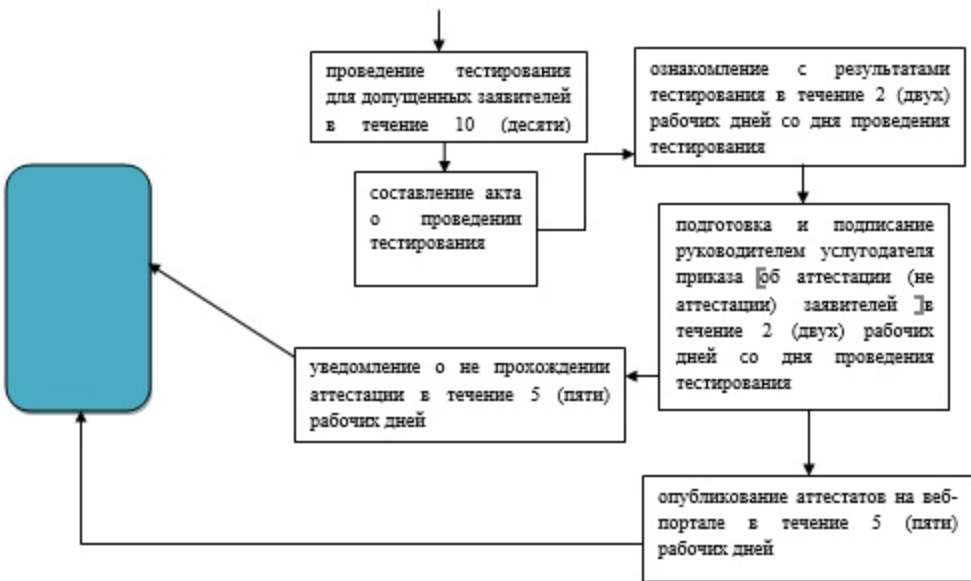 проведение тестирования
для допущенных заявителей
в течение 10 (десяти)
составление акта
о проведении
тестирования
ознакомление с результатами
тестирования в течение 2 (двух)
рабочих дней со дня проведения
тестирования
подготовка и подписание
руководителем услугодателя
приказа [об аттестации (не
аттестации) заявителей ]в
течение 2 (двух) рабочих
дней со дня проведения
тестирования
уведомление о не прохождении
аттестации в течение 5 (пяти)
рабочих дней
опубликование аттестатов на веб-
портале в течение 5 (пяти)
рабочих дней